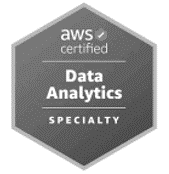 aws
certified
Data
Analytics
SPECIALTY